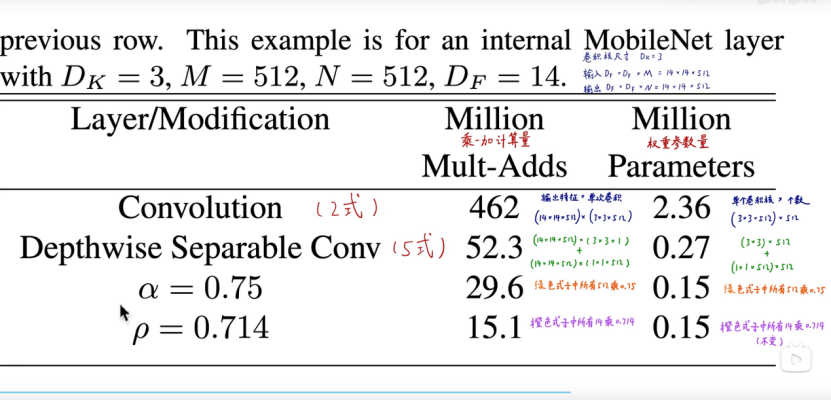 previous row. This example is for an internal MobileNet layer
卷积核尺寸 Dκ=3
with D_K = 3, M = 512, N = 512, D_F = 14.
输入 DF × DF × M = 14×14×512
输出 DF × DF × N = 14×14×512
Layer/Modification Million Million
乘-加计算量 权重参数量
Mult-Adds Parameters
输出特征×单次卷积 单个卷积核×个数
Convolution (2式) 462 (14×14×512)×(3×3×512) 2.36 (3×3×512)×512
Depthwise Separable Conv (5式) 52.3 (14×14×512)×(3×3×1) 0.27 (3×3)×512
+ +
(14×14×512)×(1×1×512) (1×1×512)×512
α = 0.75 29.6 绿色式子中所有512乘0.75 0.15 绿色式子中所有512乘0.75
ρ = 0.714 15.1 橙色式子中所有14乘0.714 0.15 橙色式子中所有14乘0.714
(不变)